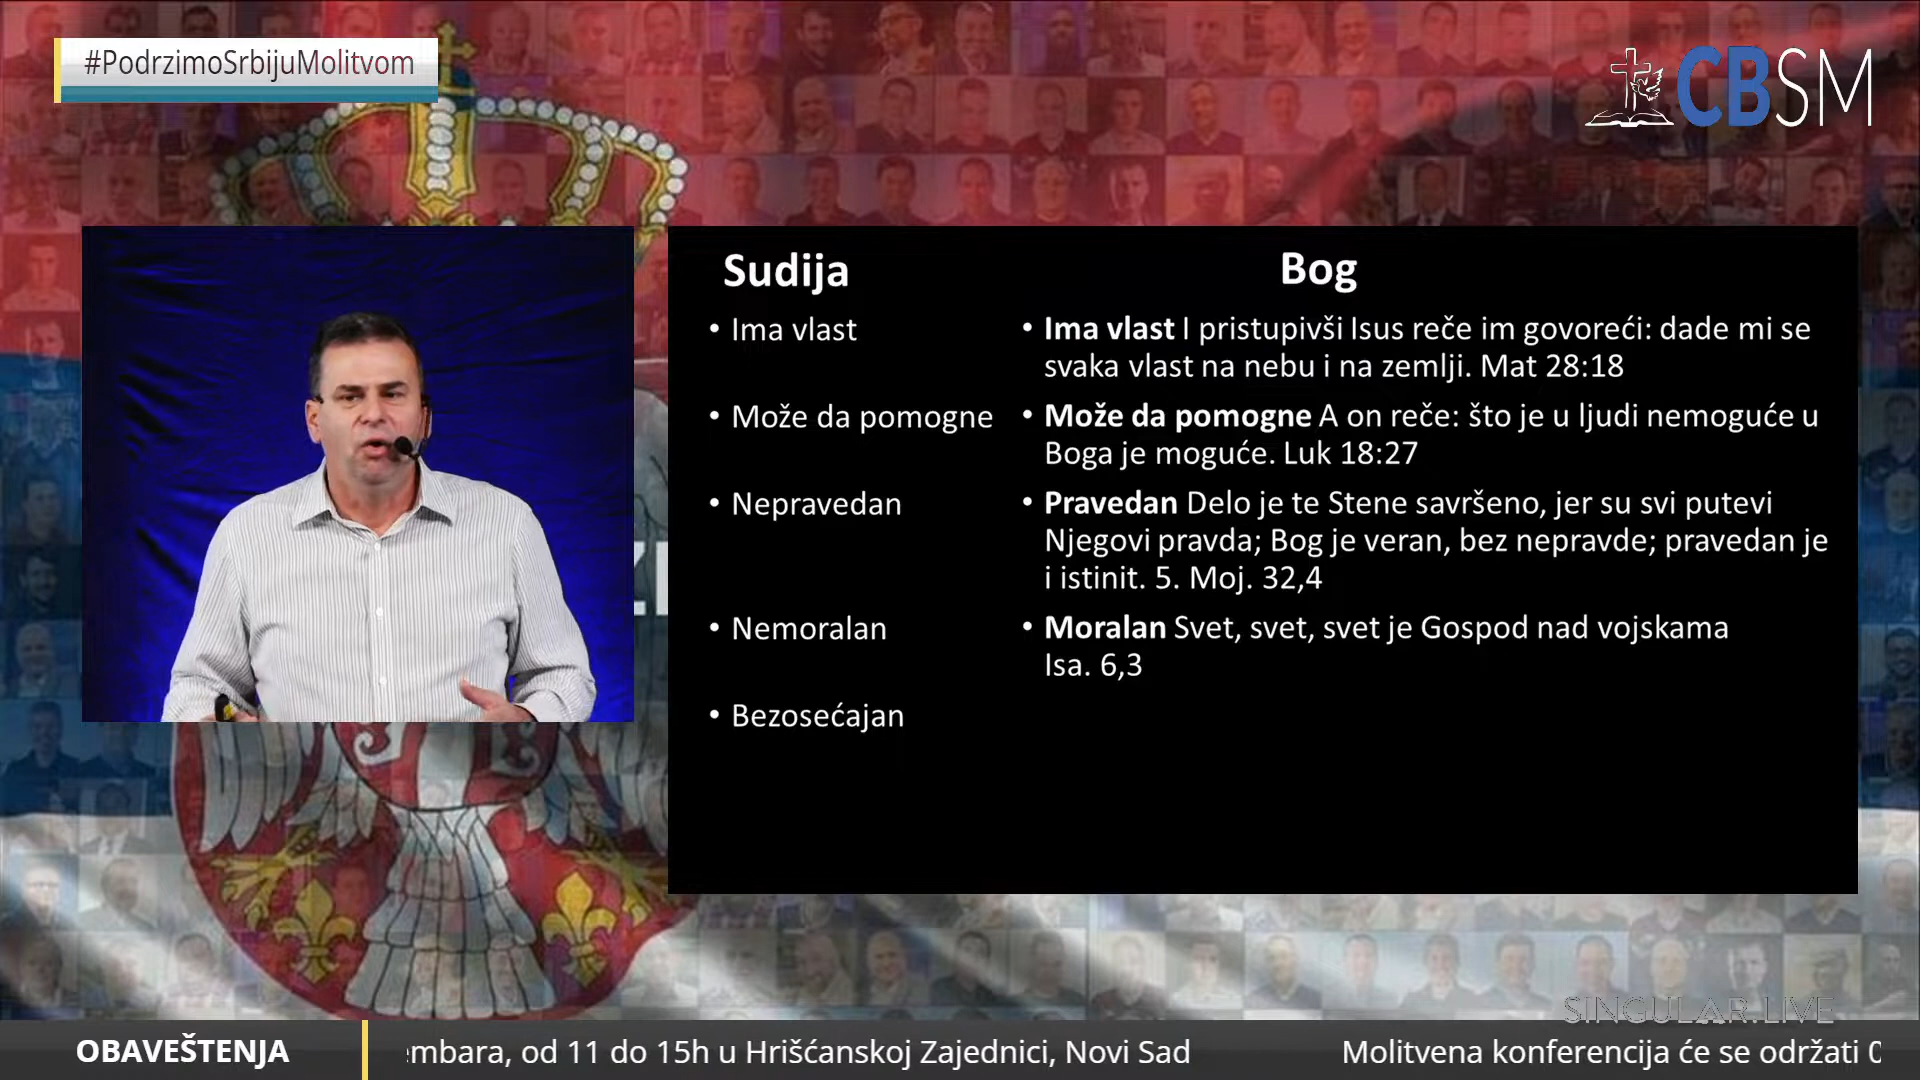 #PodrzimoSrbijuMolitvom
CBSM
Sudija
Bog
• Ima vlast
• Ima vlast I pristupivši Isus reče im govoreći: dade mi se
svaka vlast na nebu i na zemlji. Mat 28:18
• Može da pomogne
• Može da pomogne A on reče: što je u ljudi nemoguće u
Boga je moguće. Luk 18:27
• Nepravedan
• Pravedan Delo je te Stene savršeno, jer su svi putevi
Njegovi pravda; Bog je veran, bez nepravde; pravedan je
i istinit. 5. Moj. 32,4
• Nemoralan
• Moralan Svet, svet, svet je Gospod nad vojskama
Isa. 6,3
• Bezosećajan
SINGULAR.LIVE
OBAVEŠTENJA
embara, od 11 do 15h u Hrišćanskoj Zajednici, Novi Sad
Molitvena konferencija će se održati